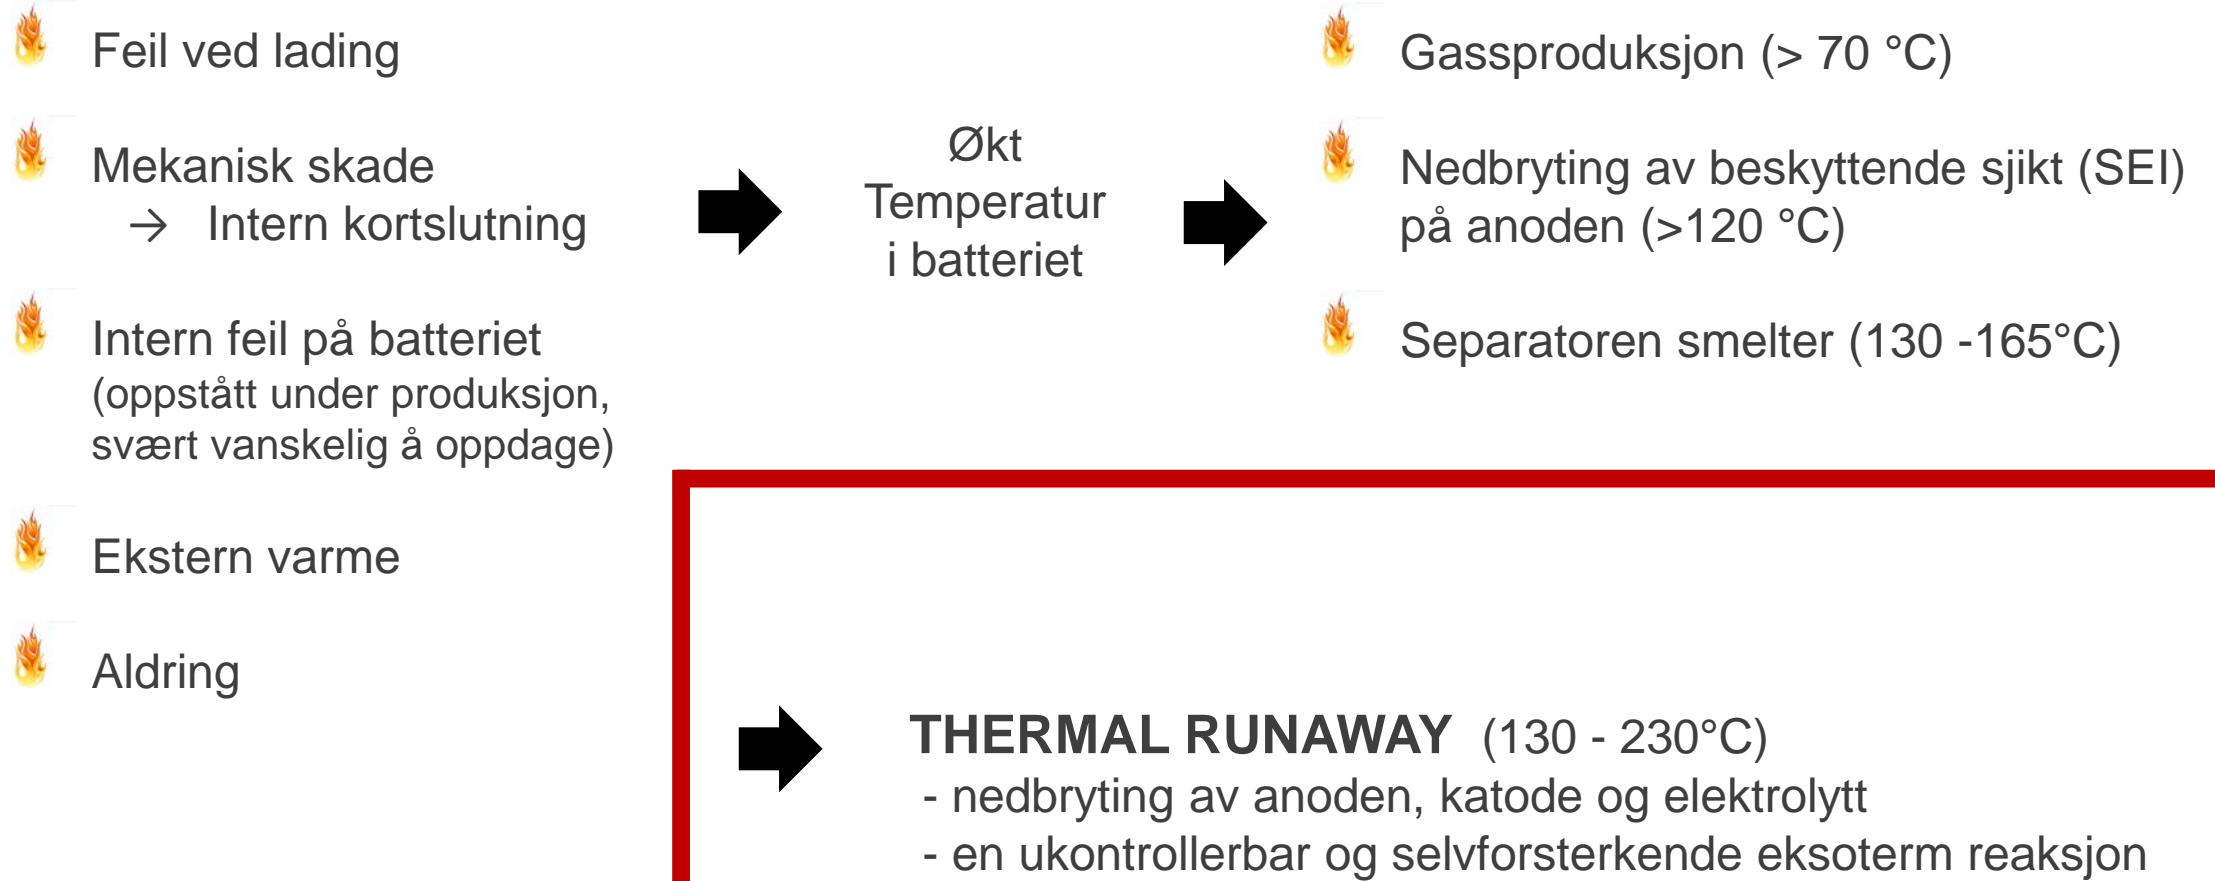 Feil ved lading
Mekanisk skade
→ Intern kortslutning
Intern feil på batteriet
(oppstått under produksjon,
svært vanskelig å oppdage)
Ekstern varme
Aldring
Økt
Temperatur
i batteriet
Gassproduksjon (> 70 °C)
Nedbryting av beskyttende sjikt (SEI)
på anoden (>120 °C)
Separatoren smelter (130 -165°C)
THERMAL RUNAWAY (130 - 230°C)
- nedbryting av anoden, katode og elektrolytt
- en ukontrollerbar og selvforsterkende eksoterm reaksjon